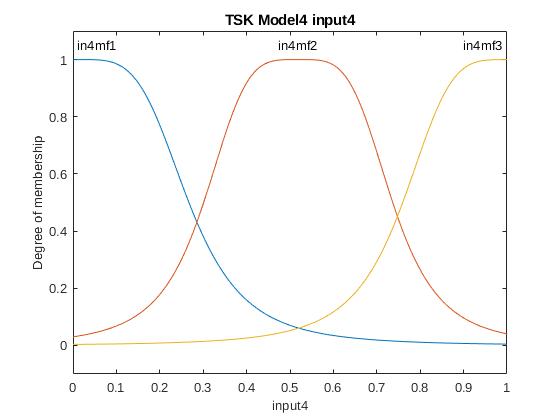 TSK Model4 input4
in4mf1 in4mf2 in4mf3
1
0.8
0.6
0.4
0.2
0
Degree of membership
0 0.1 0.2 0.3 0.4 0.5 0.6 0.7 0.8 0.9 1
input4